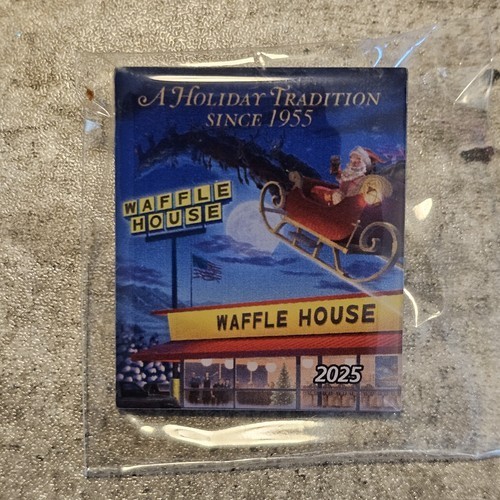 A HOLIDAY TRADITION
SINCE 1955
WAFFLE
HOUSE
WAFFLE HOUSE
2025